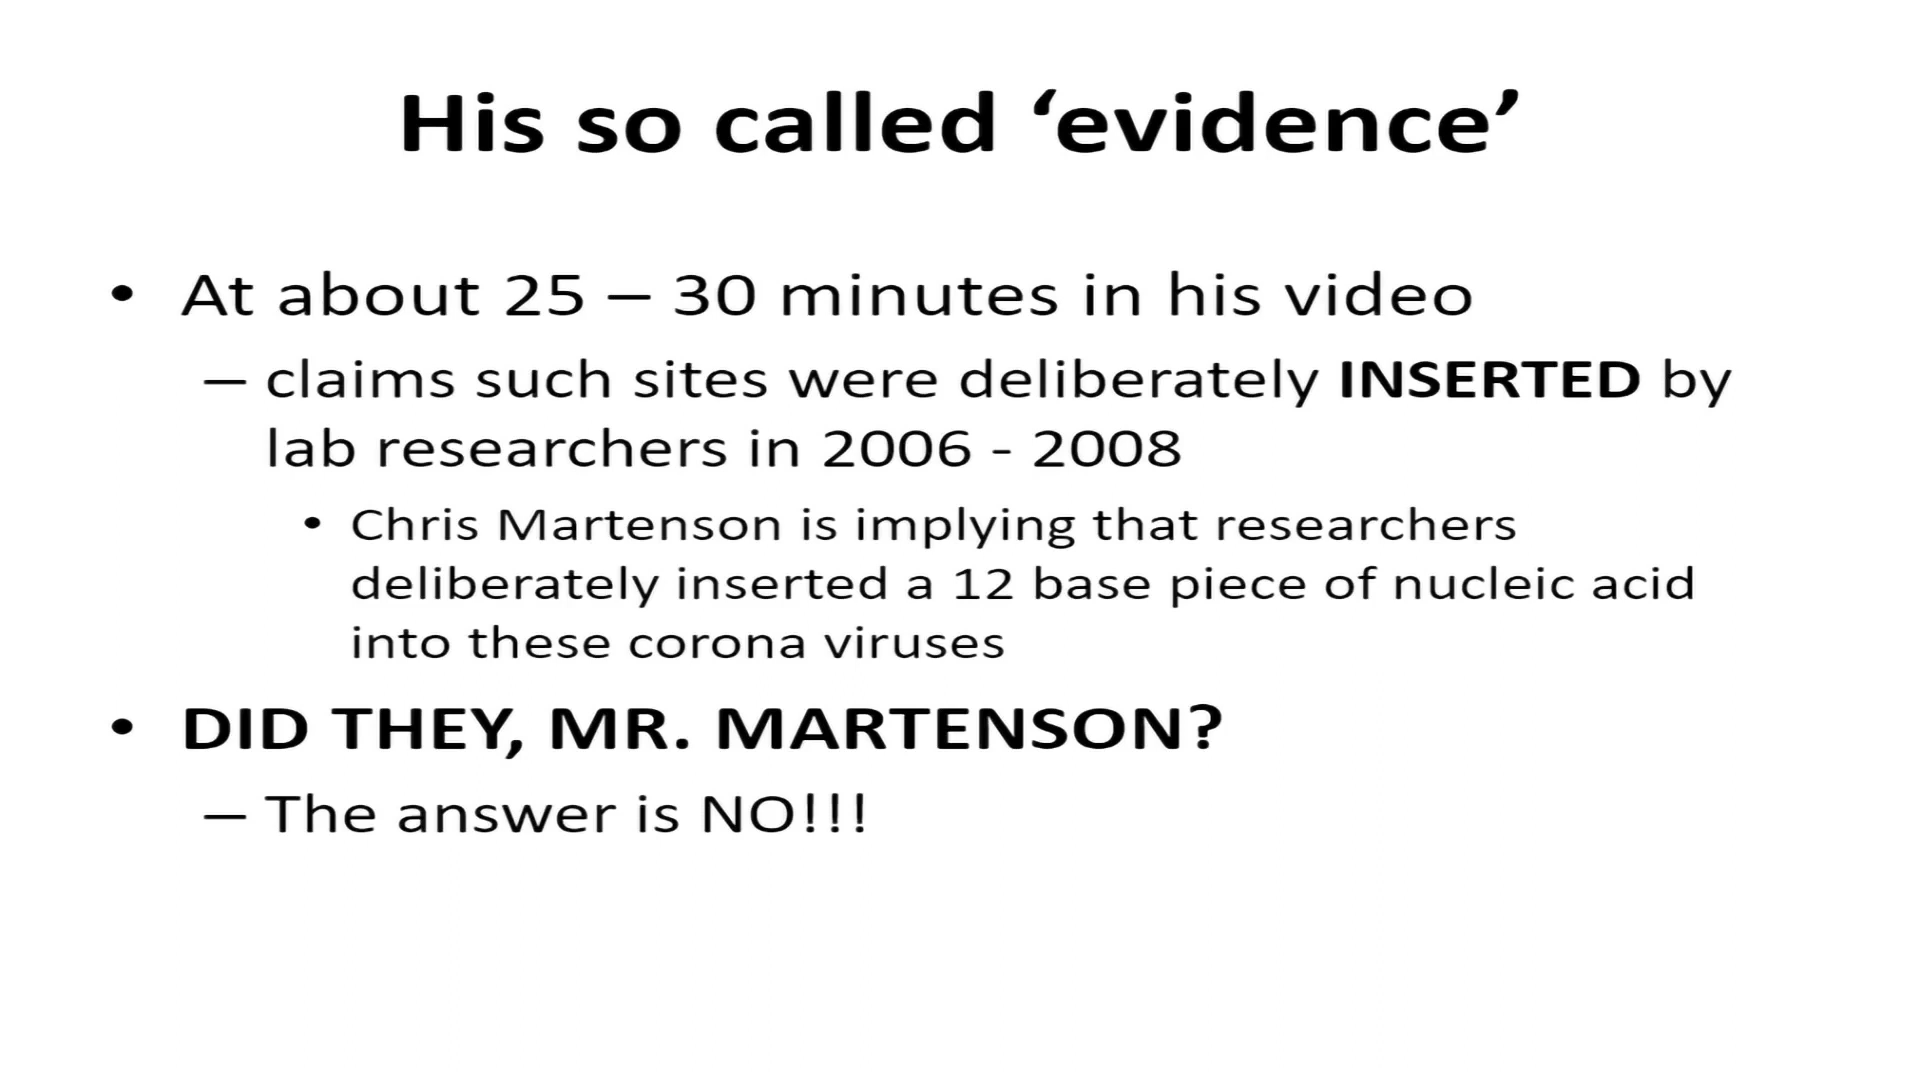 His so called ‘evidence’
• At about 25 – 30 minutes in his video
– claims such sites were deliberately INSERTED by
lab researchers in 2006 - 2008
• Chris Martenson is implying that researchers
deliberately inserted a 12 base piece of nucleic acid
into these corona viruses
• DID THEY, MR. MARTENSON?
– The answer is NO!!!